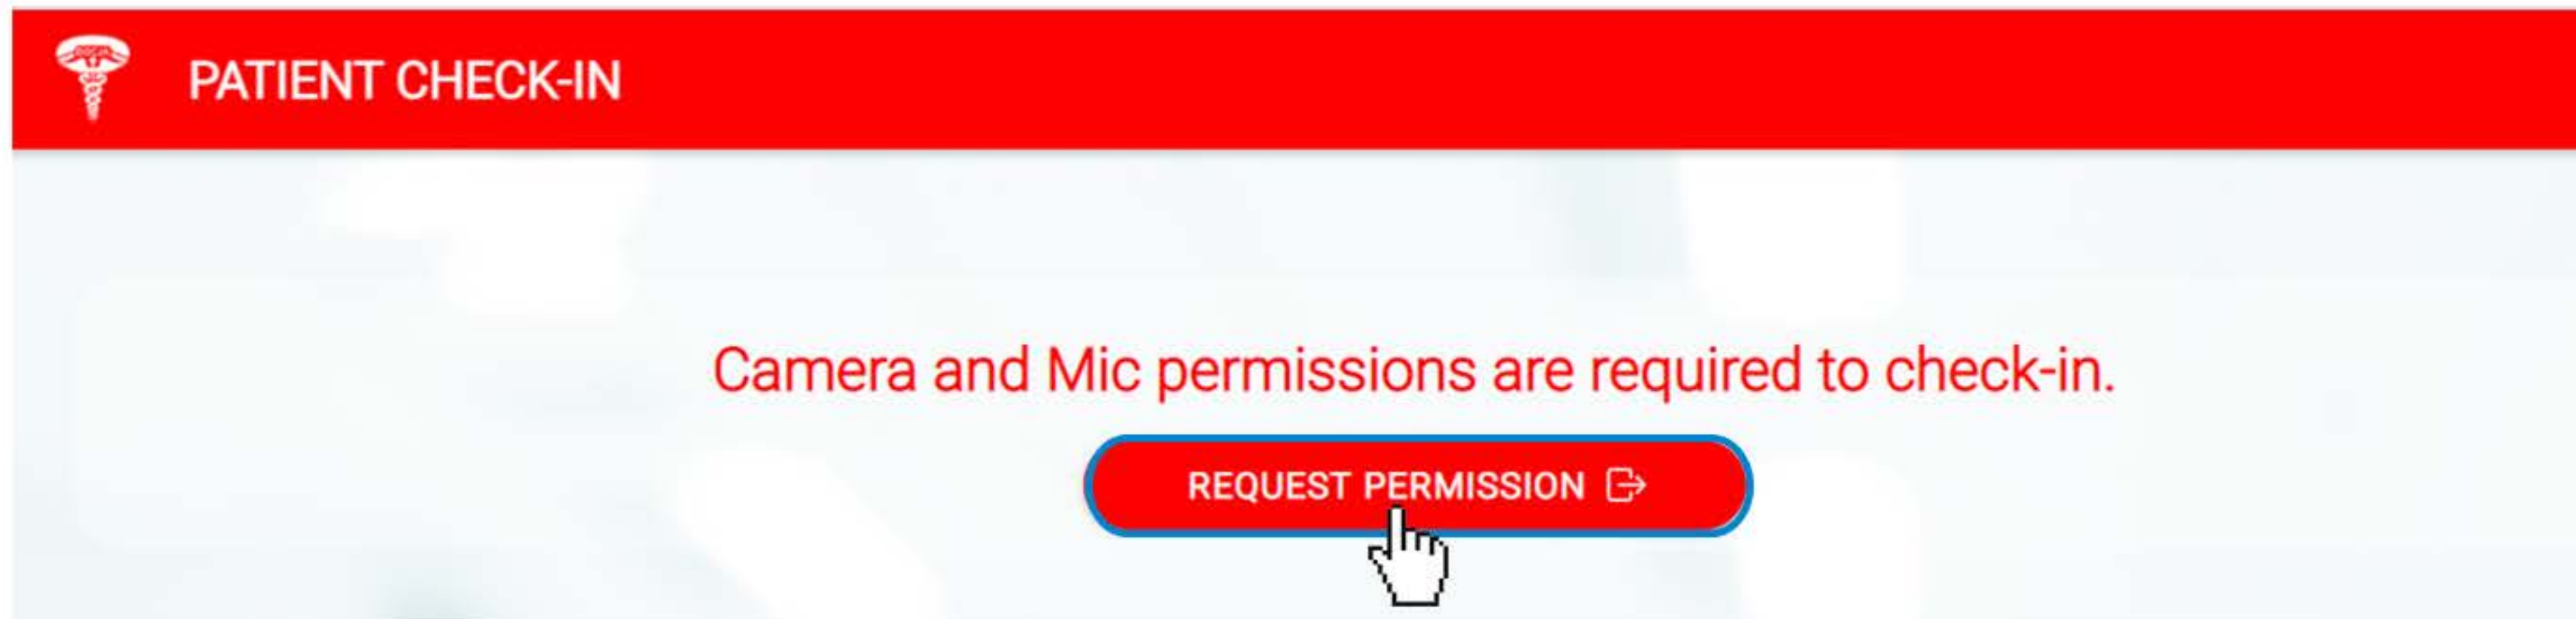 PATIENT CHECK-IN
Camera and Mic permissions are required to check-in.
REQUEST PERMISSION